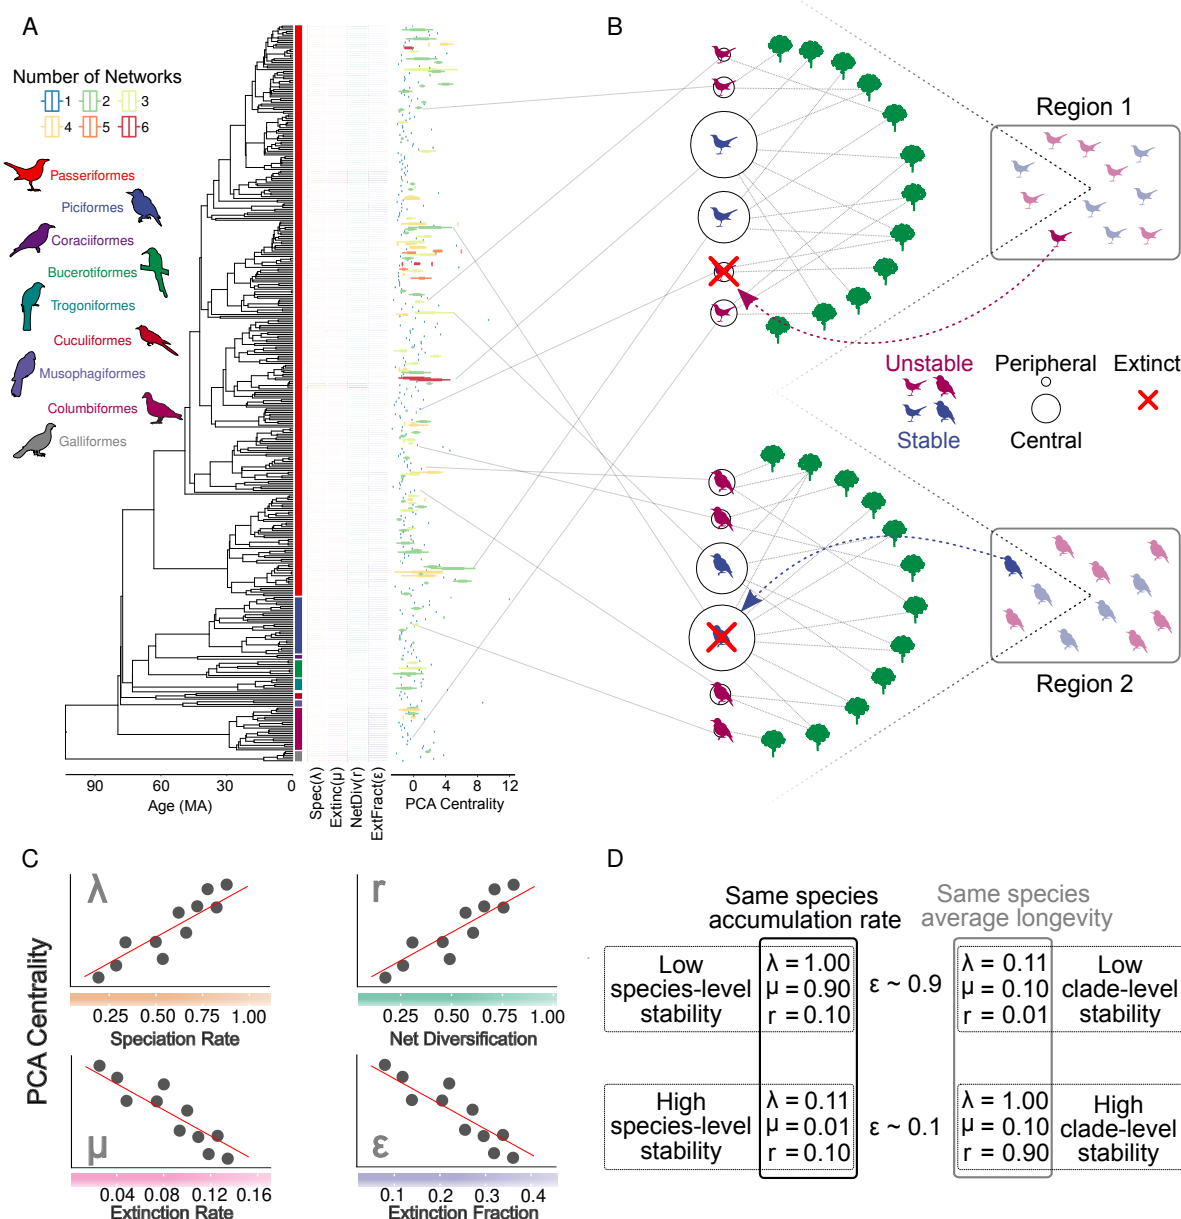 A
Number of Networks
1 2 3
4 5 6
Passeriformes
Piciformes
Coraciiformes
Bucerotiformes
Trogoniformes
Cuculiformes
Musophagiformes
Columbiformes
Galliformes
90 60 30 0
Age (MA)
Spec(λ)
Extinc(μ)
NetDiv(r)
ExtFract(ε)
0 4 8 12
PCA Centrality
B
Region 1
Unstable
Stable
Peripheral
Central
Extinct
Region 2
C
PCA Centrality
λ
0.25 0.50 0.75 1.00
Speciation Rate
r
0.25 0.50 0.75 1.00
Net Diversification
μ
0.04 0.08 0.12 0.16
Extinction Rate
ε
0.1 0.2 0.3 0.4
Extinction Fraction
D
Same species
accumulation rate
Same species
average longevity
Low
species-level
stability
λ = 1.00
μ = 0.90
r = 0.10
ε ~ 0.9
λ = 0.11
μ = 0.10
r = 0.01
Low
clade-level
stability
High
species-level
stability
λ = 0.11
μ = 0.01
r = 0.10
ε ~ 0.1
λ = 1.00
μ = 0.10
r = 0.90
High
clade-level
stability